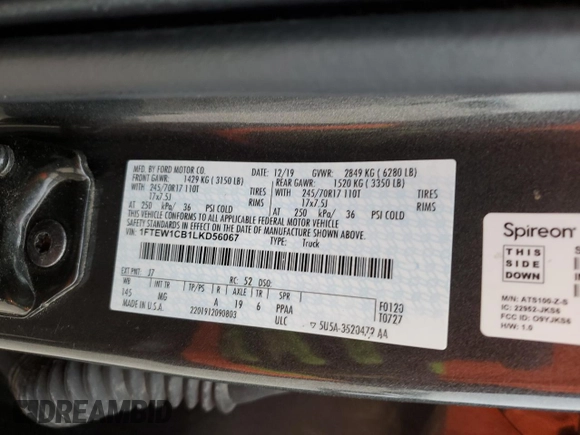 MFD. BY FORD MOTOR CO.
12/19 GVWR: 2849 KG ( 6280 LB)
FRONT GAWR: 1429 KG ( 3150 LB)
REAR GAWR: 1520 KG ( 3350 LB)
245/70R17 110T TIRES
17x7.5J RIMS
AT 250 kPa/ 36 PSI COLD
245/70R17 110T TIRES
17x7.5J RIMS
AT 250 kPa/ 36 PSI COLD
THIS VEHICLE CONFORMS TO ALL APPLICABLE FEDERAL MOTOR VEHICLE
SAFETY STANDARDS IN EFFECT ON THE DATE OF MANUFACTURE SHOWN ABOVE.
VIN: 1FTEW1CB1LKD56067
TYPE: Truck
EXT PNT: J7 RC: 52 DSO:
WB INT TR TP/PS R AXLE TR SPR
145 MG A 19 6 PPAA
F0120
T0727
MADE IN U.S.A. 2201912090803 ULC
5U5A-3520472 AA
Spireon
THIS
SIDE
DOWN
M/N: ATS106-Z-S
IC: 22952-JKS6
FCC ID: O9YJKS6
H/W: 1.0
DREAMBID